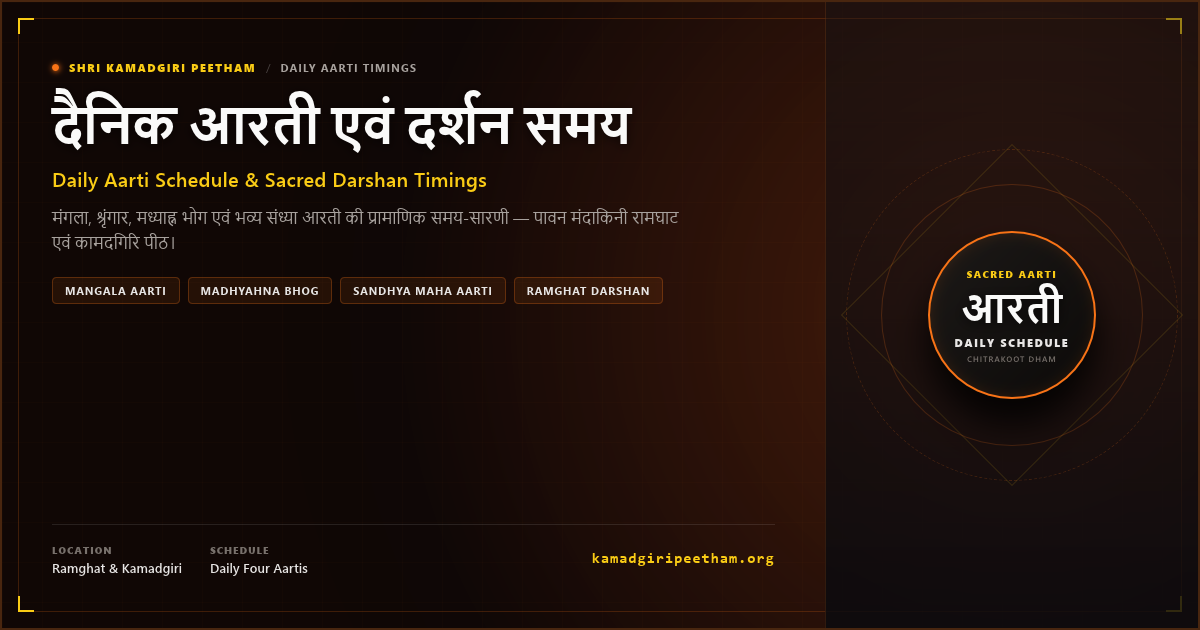 SHRI KAMADGIRI PEETHAM / DAILY AARTI TIMINGS
दैनिक आरती एवं दर्शन समय
Daily Aarti Schedule & Sacred Darshan Timings
मंगला, श्रृंगार, मध्याह्न भोग एवं भव्य संध्या आरती की प्रामाणिक समय-सारणी — पावन मंदाकिनी रामघाट
एवं कामदगिरि पीठ।
MANGALA AARTI MADHYAHNA BHOG SANDHYA MAHA AARTI RAMGHAT DARSHAN
SACRED AARTI
आरती
DAILY SCHEDULE
CHITRAKOOT DHAM
LOCATION
Ramghat & Kamadgiri
SCHEDULE
Daily Four Aartis
kamadgiripeetham.org